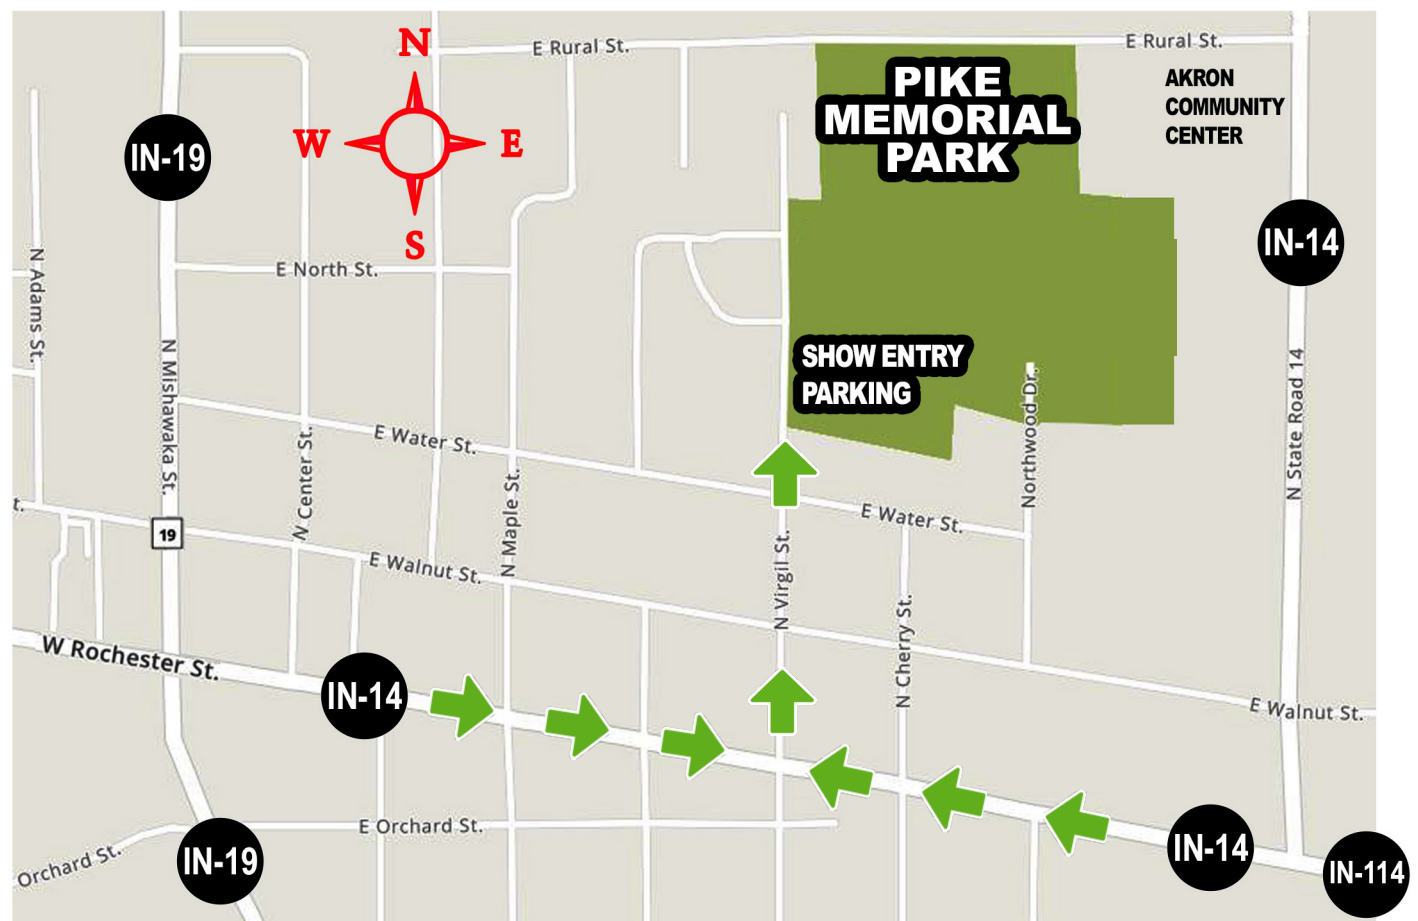 N
E Rural St.
E Rural St.
PIKE
MEMORIAL
PARK
AKRON
COMMUNITY
CENTER
IN-19
W
E
S
IN-14
N Adams St.
E North St.
N Mishawaka St.
SHOW ENTRY
PARKING
Northwood Dr.
N State Road 14
E Water St.
N Center St.
N Maple St.
t.
E Water St.
19
E Walnut St.
N Virgil St.
N Cherry St.
W Rochester St.
IN-14
E Walnut St.
E Orchard St.
Orchard St.
IN-19
IN-14
IN-114